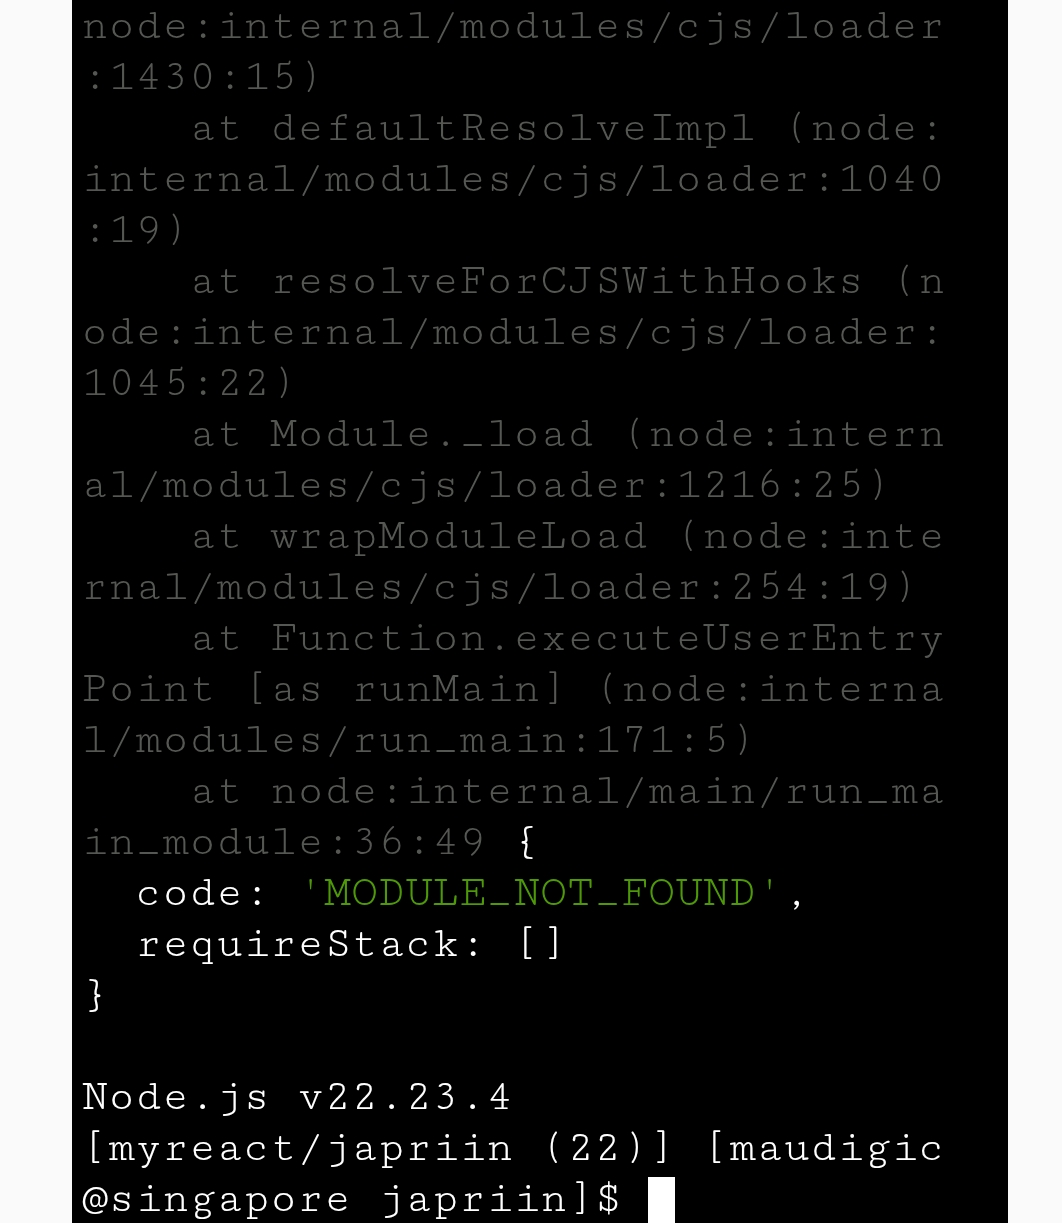 node:internal/modules/cjs/loader
:1430:15)
    at defaultResolveImpl (node:
internal/modules/cjs/loader:1040
:19)
    at resolveForCJSWithHooks (n
ode:internal/modules/cjs/loader:
1045:22)
    at Module._load (node:intern
al/modules/cjs/loader:1216:25)
    at wrapModuleLoad (node:inte
rnal/modules/cjs/loader:254:19)
    at Function.executeUserEntry
Point [as runMain] (node:interna
l/modules/run_main:171:5)
    at node:internal/main/run_ma
in_module:36:49 {
  code: 'MODULE_NOT_FOUND',
  requireStack: []
}

Node.js v22.23.4
[myreact/japriin (22)] [maudigic
@singapore japriin]$